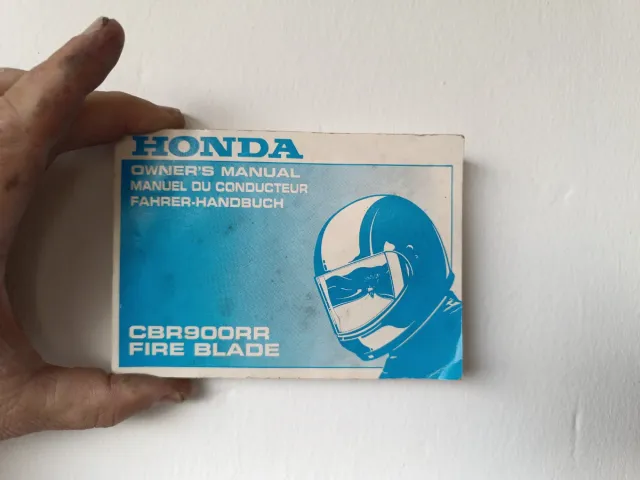 HONDA
OWNER'S MANUAL
MANUEL DU CONDUCTEUR
FAHRER-HANDBUCH
CBR900RR
FIRE BLADE